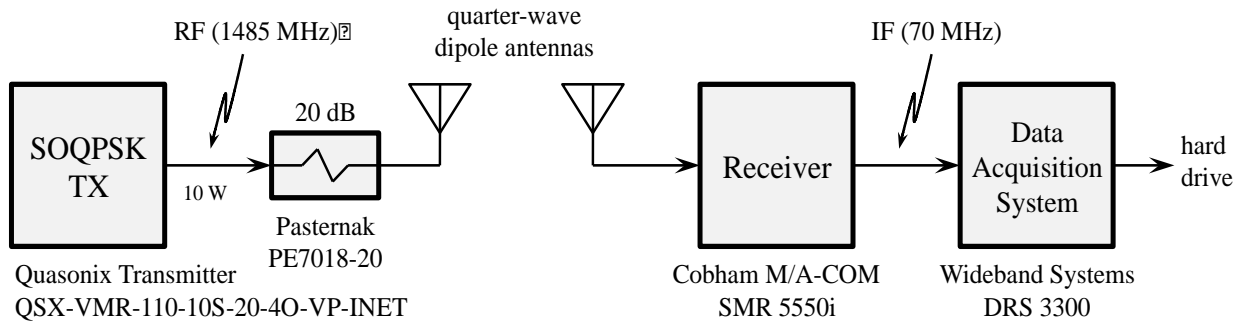 RF (1485 MHz)⍰
quarter-wave
dipole antennas
IF (70 MHz)
SOQPSK
TX
10 W
20 dB
Receiver
Data
Acquisition
System
hard
drive
Pasternak
PE7018-20
Quasonix Transmitter
QSX-VMR-110-10S-20-4O-VP-INET
Cobham M/A-COM
SMR 5550i
Wideband Systems
DRS 3300